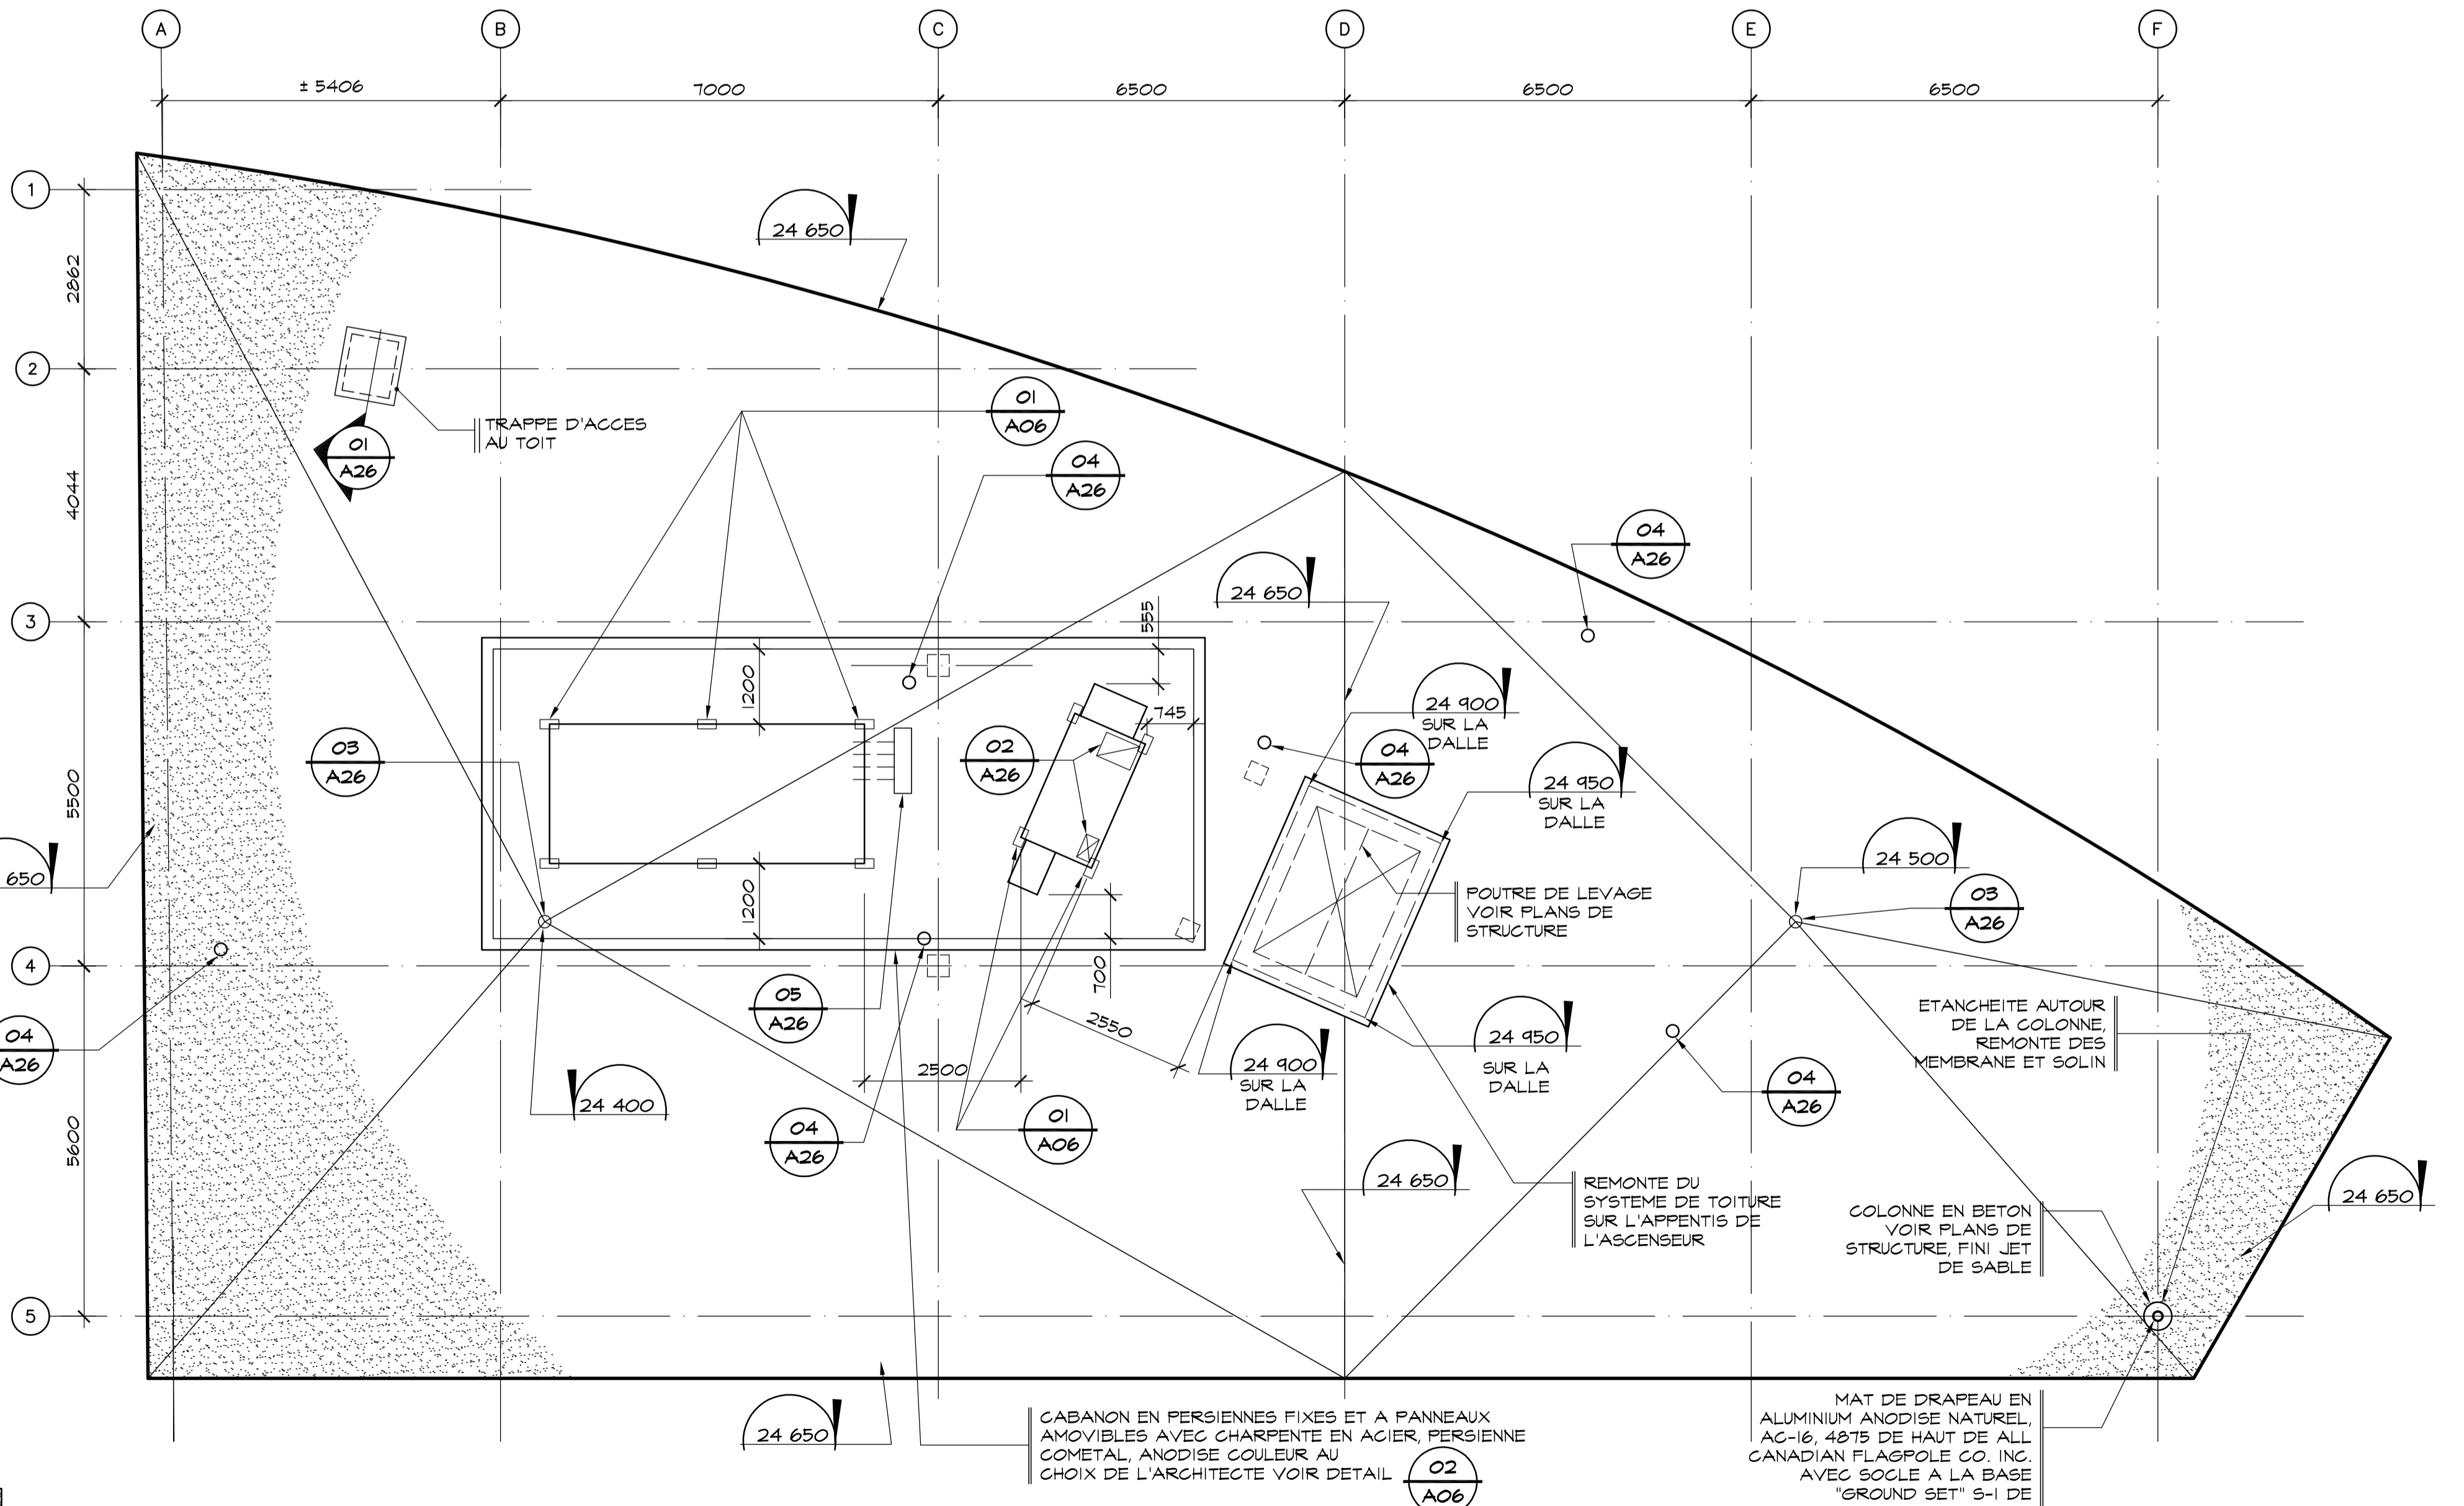 A
B
C
D
E
F
± 5406
7000
6500
6500
6500
1
2
3
4
5
2862
4044
5500
5600
24 650
TRAPPE D'ACCES
AU TOIT
01
A26
01
A06
04
A26
04
A26
24 650
555
1200
745
24 900
SUR LA
DALLE
04
A26
03
A26
02
A26
24 950
SUR LA
DALLE
650
1200
POUTRE DE LEVAGE
VOIR PLANS DE
STRUCTURE
24 500
03
A26
04
A26
05
A26
700
2550
2500
24 900
SUR LA
DALLE
24 950
SUR LA
DALLE
ETANCHEITE AUTOUR
DE LA COLONNE,
REMONTE DES
MEMBRANE ET SOLIN
24 400
04
A26
01
A06
04
A26
24 650
REMONTE DU
SYSTEME DE TOITURE
SUR L'APPENTIS DE
L'ASCENSEUR
COLONNE EN BETON
VOIR PLANS DE
STRUCTURE, FINI JET
DE SABLE
24 650
24 650
CABANON EN PERSIENNES FIXES ET A PANNEAUX
AMOVIBLES AVEC CHARPENTE EN ACIER, PERSIENNE
COMETAL, ANODISE COULEUR AU
CHOIX DE L'ARCHITECTE VOIR DETAIL
02
A06
MAT DE DRAPEAU EN
ALUMINIUM ANODISE NATUREL,
AC-16, 4875 DE HAUT DE ALL
CANADIAN FLAGPOLE CO. INC.
AVEC SOCLE A LA BASE
"GROUND SET" S-1 DE